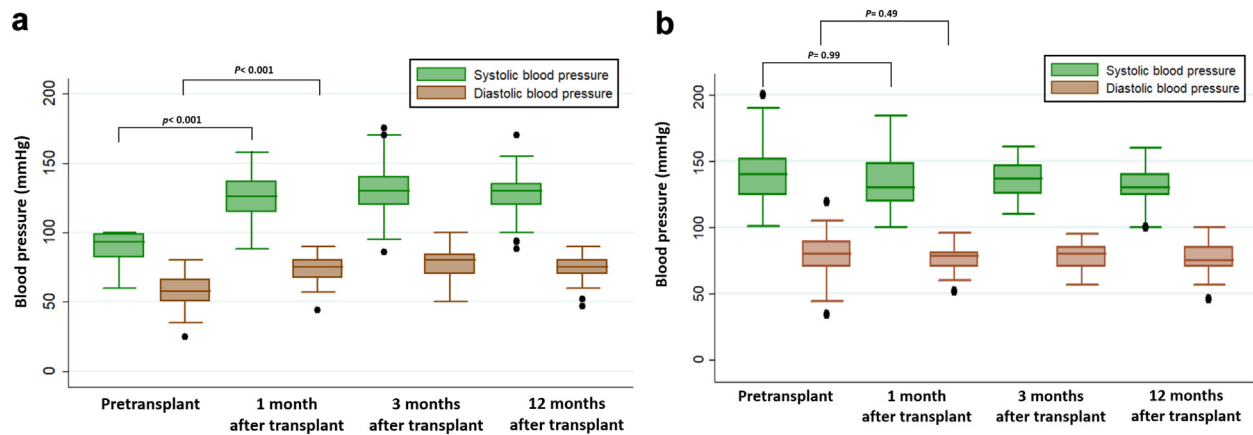 a
P< 0.001
p< 0.001
Systolic blood pressure
Diastolic blood pressure
Blood pressure (mmHg)
200
150
100
50
0
Pretransplant
1 month
after transplant
3 months
after transplant
12 months
after transplant
b
P= 0.49
P= 0.99
Systolic blood pressure
Diastolic blood pressure
Blood pressure (mmHg)
200
150
100
50
0
Pretransplant
1 month
after transplant
3 months
after transplant
12 months
after transplant